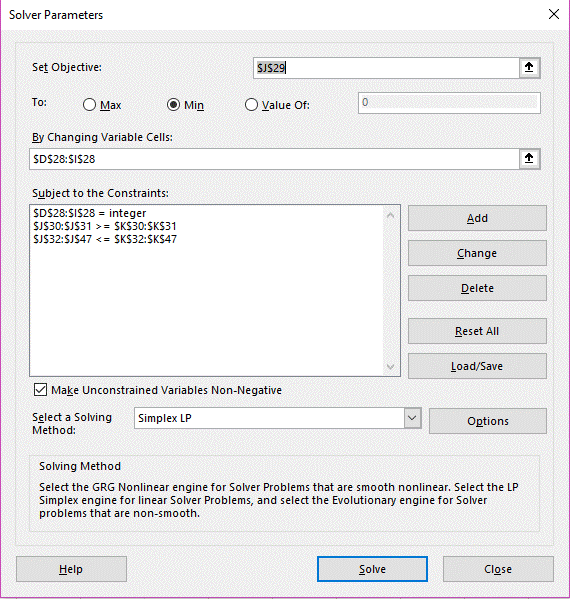 Solver Parameters
Set Objective:
$J$29
To:
Max
Min
Value Of:
0
By Changing Variable Cells:
$D$28:$I$28
Subject to the Constraints:
$D$28:$I$28 = integer
$J$30:$J$31 >= $K$30:$K$31
$J$32:$J$47 <= $K$32:$K$47
Add
Change
Delete
Reset All
Load/Save
Make Unconstrained Variables Non-Negative
Select a Solving
Method:
Simplex LP
Options
Solving Method
Select the GRG Nonlinear engine for Solver Problems that are smooth nonlinear. Select the LP
Simplex engine for linear Solver Problems, and select the Evolutionary engine for Solver
problems that are non-smooth.
Help
Solve
Close